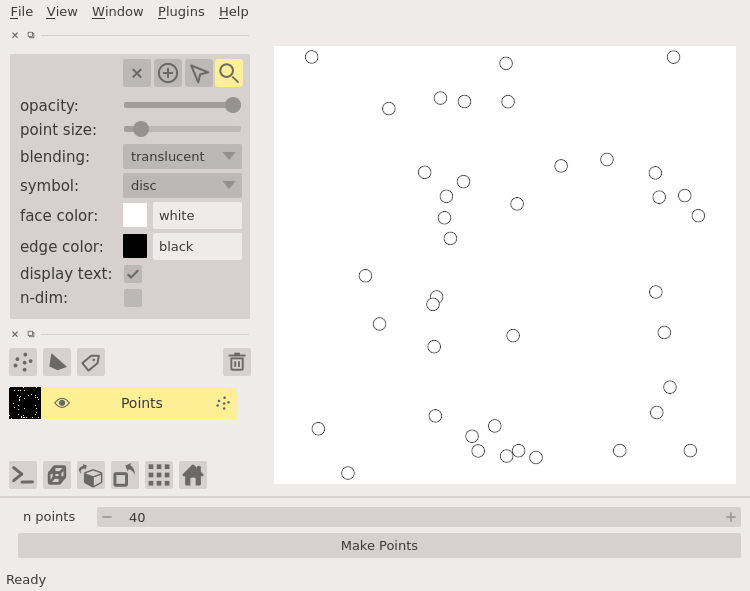 File View Window Plugins Help
opacity:
point size:
blending: translucent
symbol: disc
face color: white
edge color: black
display text:
n-dim:
Points
n points 40
Make Points
Ready